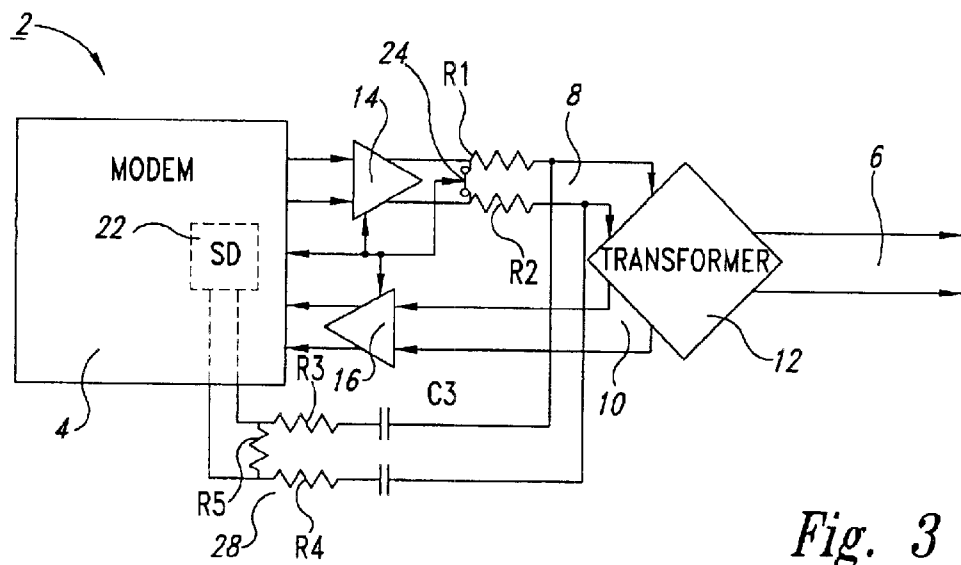 2
24
R1
14
8
6
MODEM
22
SD
R2
TRANSFORMER
16
10
12
4
R3
C3
R5
28
R4
Fig. 3